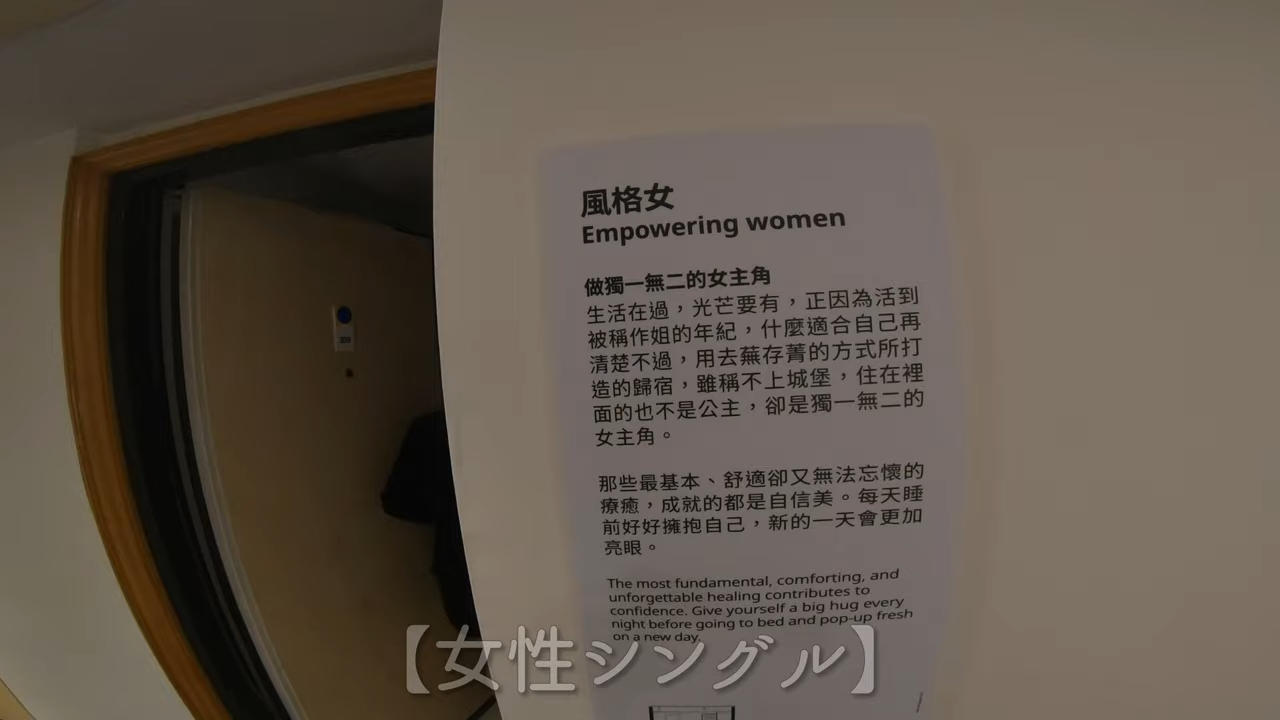 風格女
Empowering women
做獨一無二的女主角
生活在過，光芒要有，正因為活到
被稱作姐的年紀，什麼適合自己再
清楚不過，用去蕪存菁的方式所打
造的歸宿，雖稱不上城堡，住在裡
面的也不是公主，卻是獨一無二的
女主角。
那些最基本、舒適卻又無法忘懷的
療癒，成就的都是自信美。每天睡
前好好擁抱自己，新的一天會更加
亮眼。
The most fundamental, comforting, and
unforgettable healing contributes to
confidence. Give yourself a big hug every
night before going to bed and pop-up fresh
on a new day.
【女性シングル】